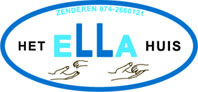 ZENDEREN 074-2660131
HET ELLA HUIS